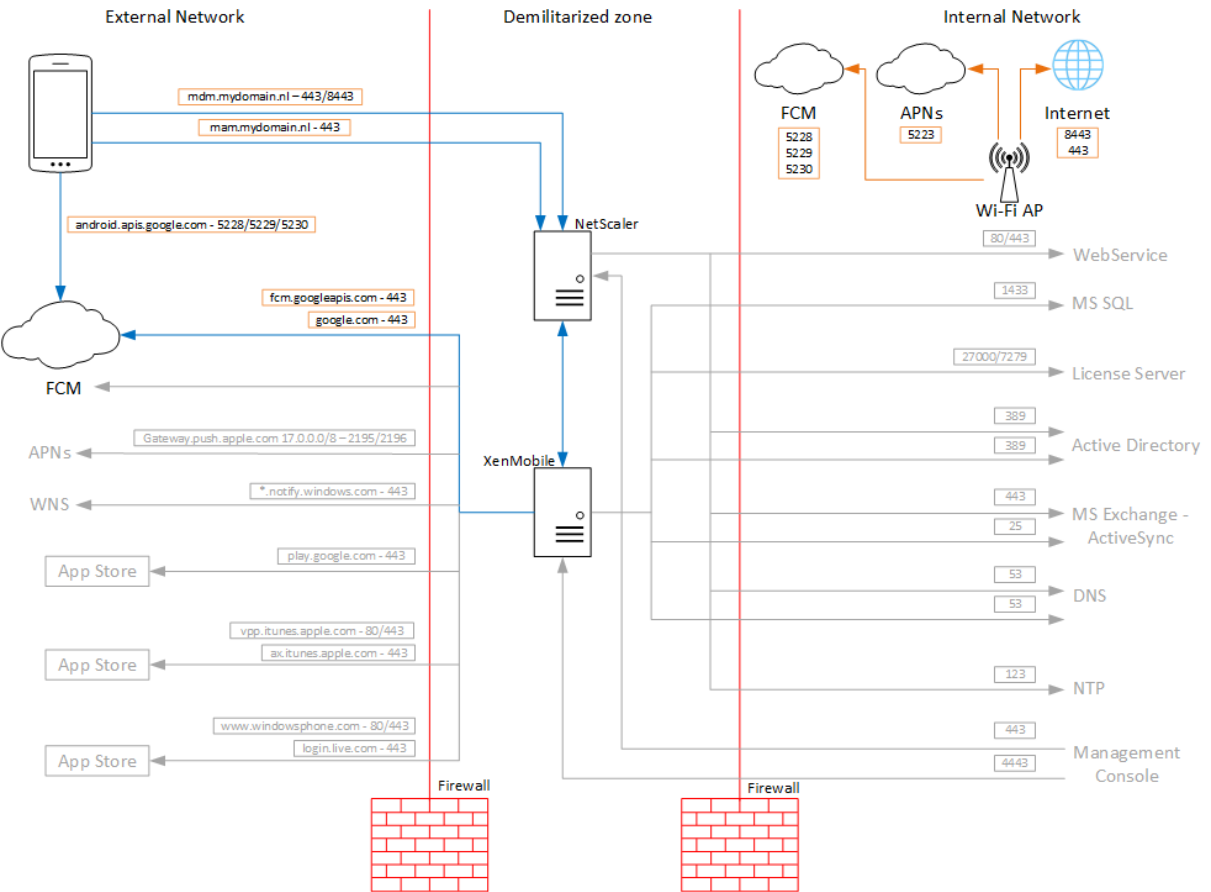 External Network
Demilitarized zone
Internal Network
mdm.mydomain.nl – 443/8443
mam.mydomain.nl - 443
android.apis.google.com - 5228/5229/5230
fcm.googleapis.com - 443
google.com - 443
FCM
Gateway.push.apple.com 17.0.0.0/8 – 2195/2196
APNs
*.notify.windows.com - 443
WNS
play.google.com - 443
App Store
vpp.itunes.apple.com - 80/443
ax.itunes.apple.com - 443
App Store
www.windowsphone.com - 80/443
login.live.com - 443
App Store
Firewall
NetScaler
XenMobile
Firewall
FCM
5228
5229
5230
APNs
5223
Internet
8443
443
Wi-Fi AP
80/443
WebService
1433
MS SQL
27000/7279
License Server
389
389
Active Directory
443
25
MS Exchange -
ActiveSync
53
53
DNS
123
NTP
443
4443
Management
Console